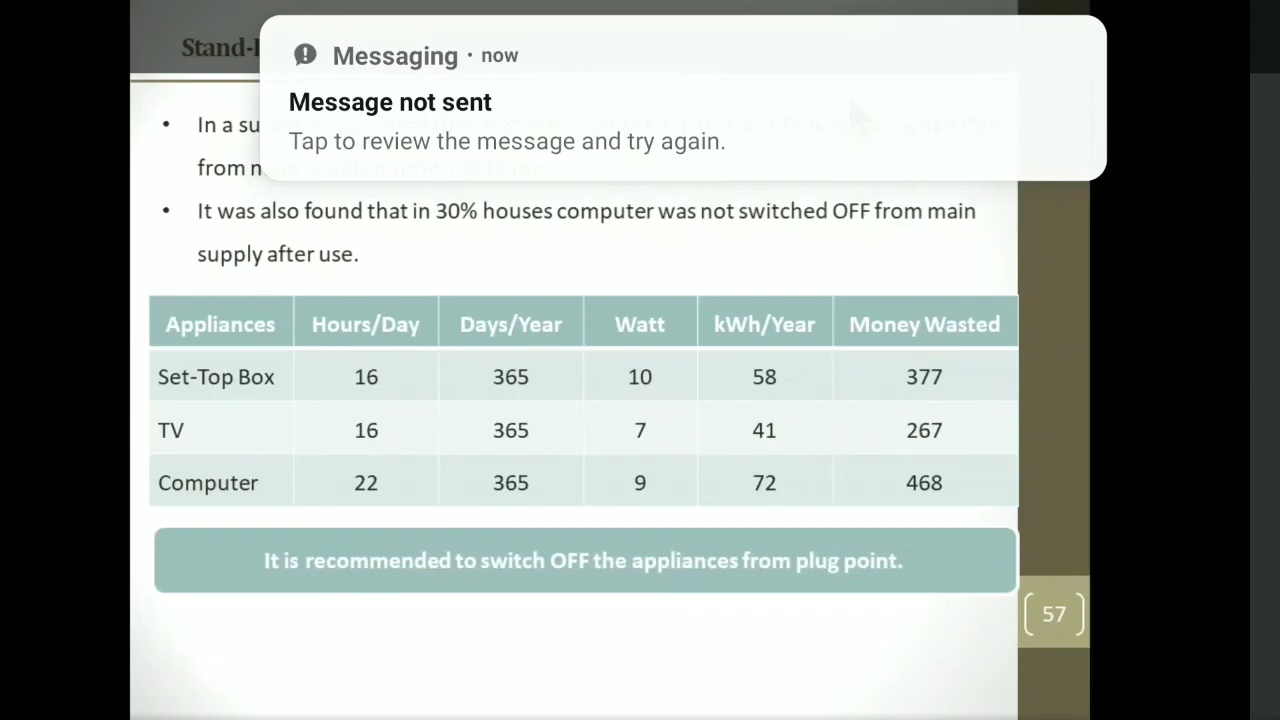 Stand-
Messaging · now
Message not sent
Tap to review the message and try again.
• In a su
from m
• It was also found that in 30% houses computer was not switched OFF from main
supply after use.
Appliances Hours/Day Days/Year Watt kWh/Year Money Wasted
Set-Top Box 16 365 10 58 377
TV 16 365 7 41 267
Computer 22 365 9 72 468
It is recommended to switch OFF the appliances from plug point.
57